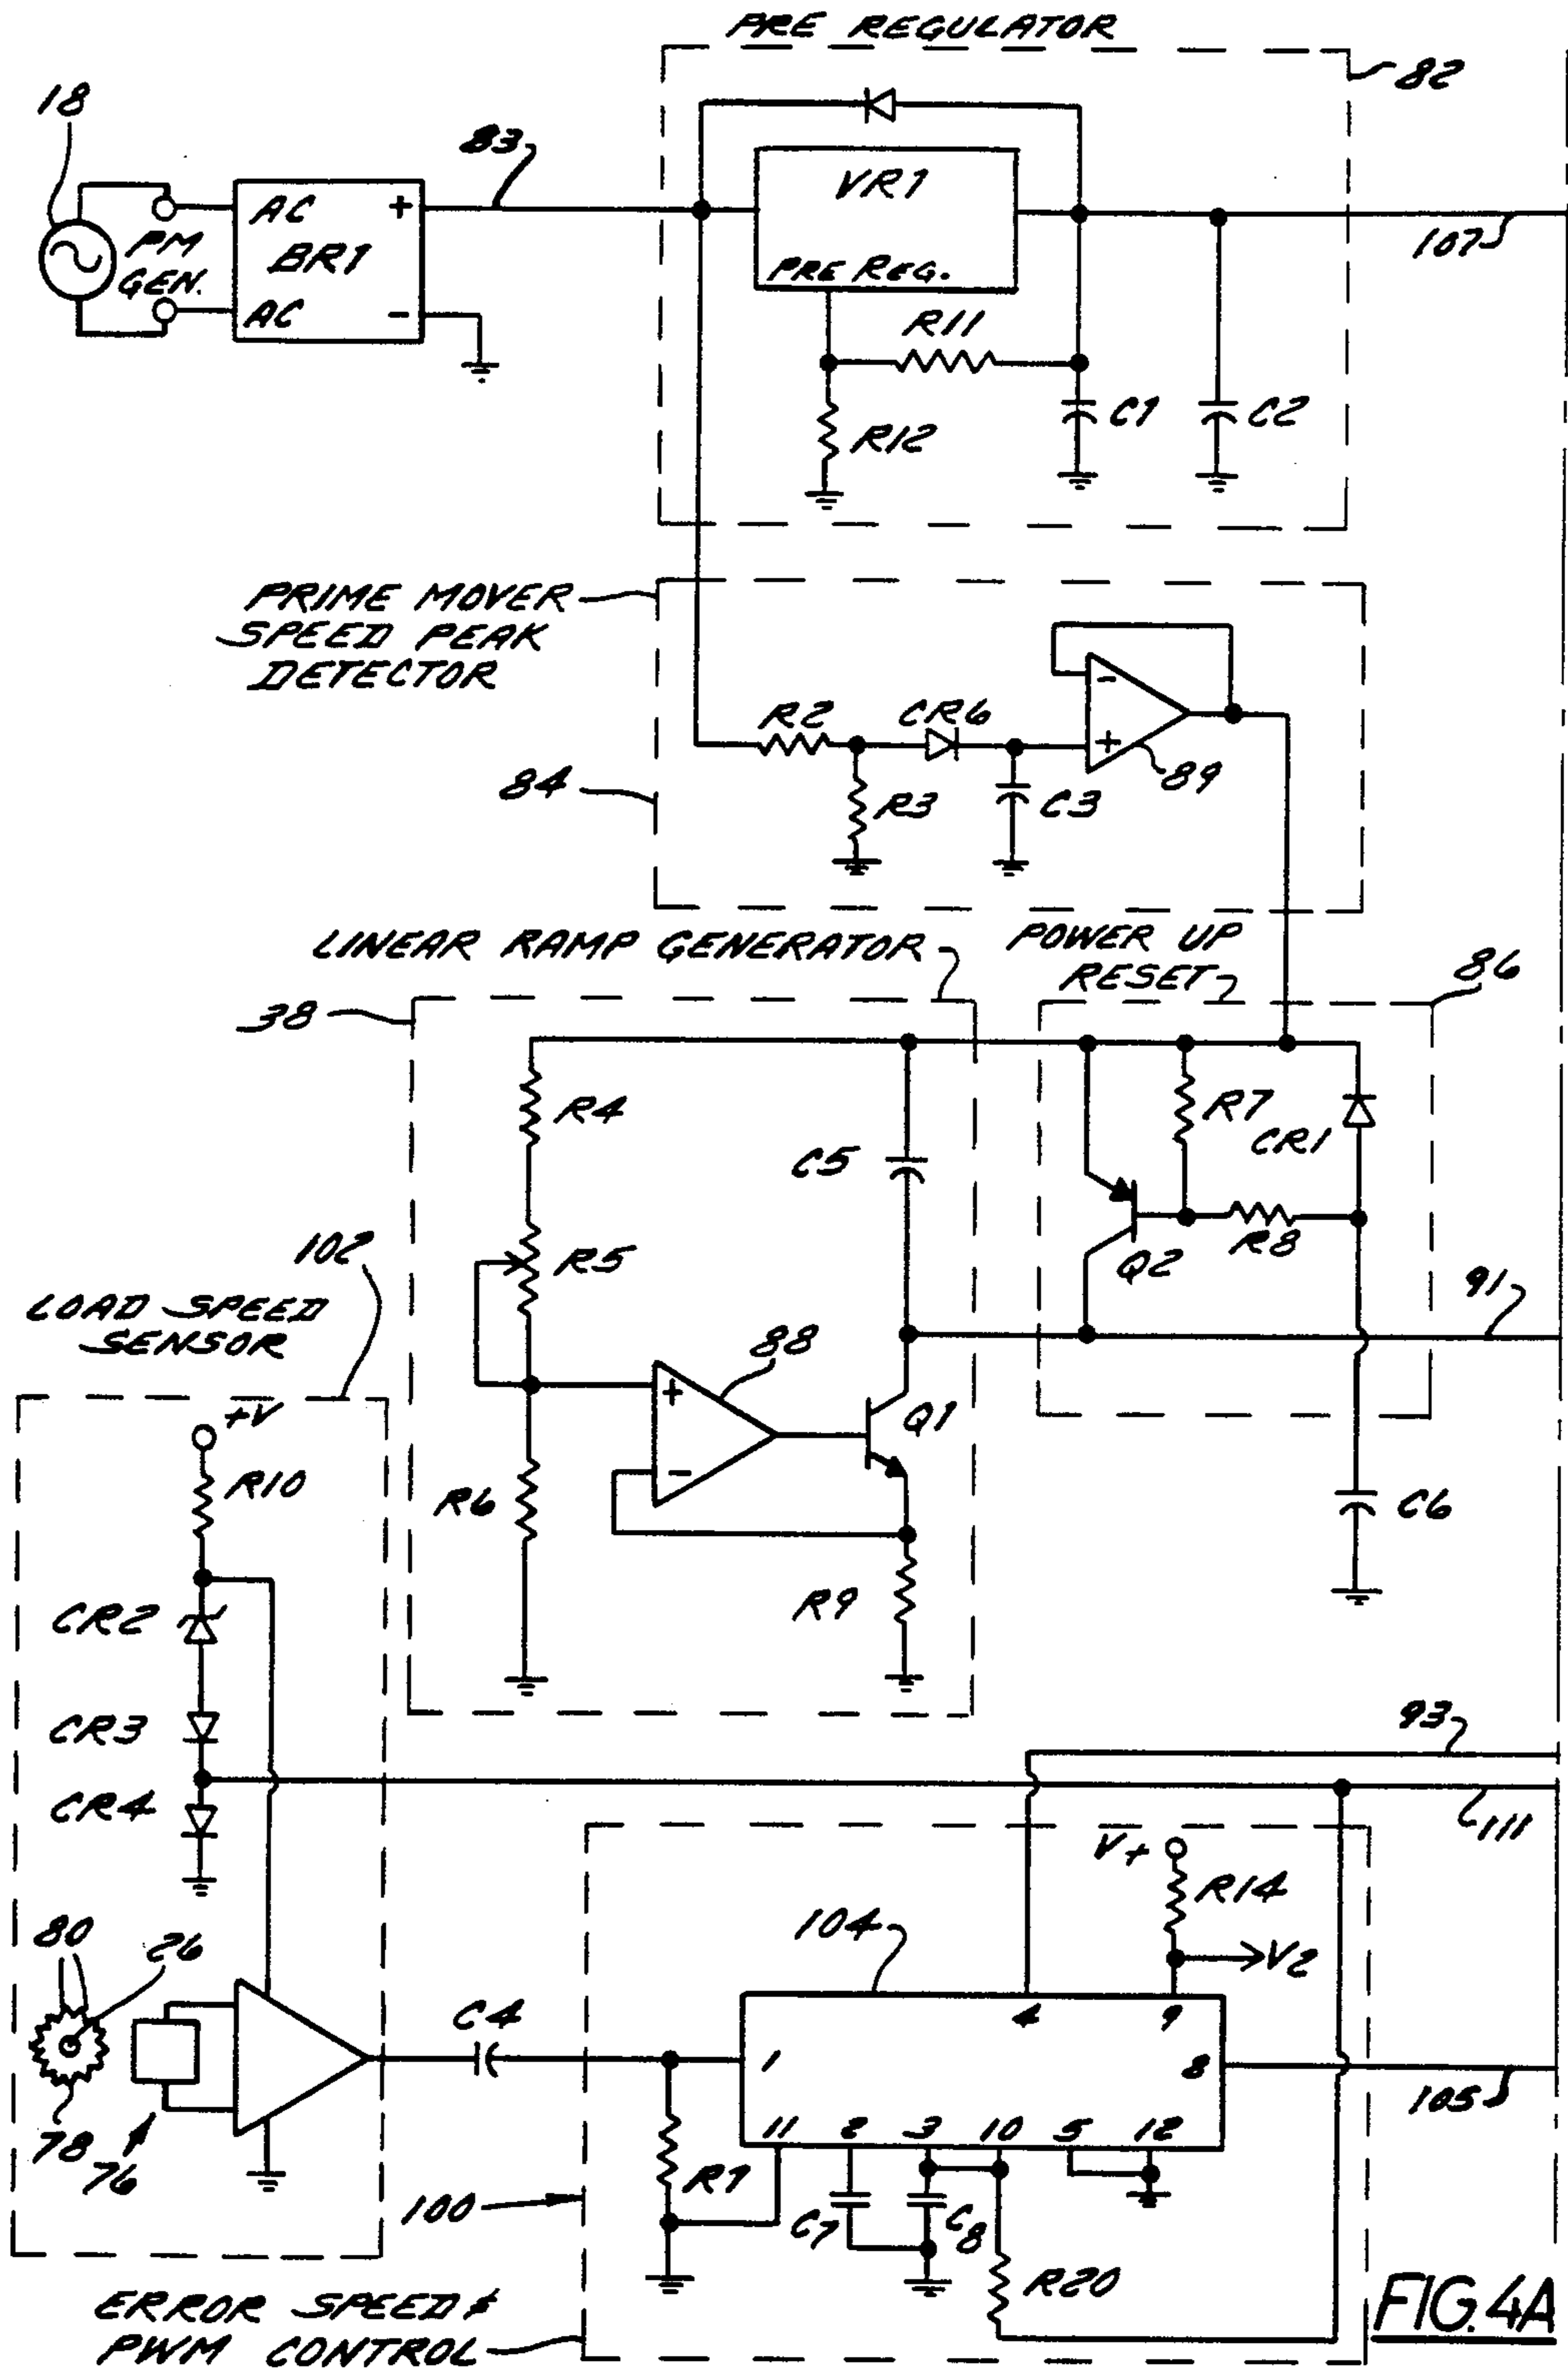 PRE REGULATOR
82
18
83
VR1
PRE REG.
AC
+
PM
GEN.
BR1
AC
-
107
R11
R12
C1
C2
PRIME MOVER
SPEED PEAK
DETECTOR
R2
CR6
-
+
89
84
R3
C3
LINEAR RAMP GENERATOR
POWER UP
RESET
86
38
R4
R7
CR1
C5
R5
R8
Q2
102
91
LOAD SPEED
SENSOR
88
+
-
Q1
+V
R10
R6
C6
R9
CR2
CR3
93
CR4
111
V+
R14
104
V2
80
26
4
9
C4
1
8
105
78
76
11
2
3
10
5
12
R1
100
C7
C8
R20
ERROR SPEED &
PWM CONTROL
FIG. 4A